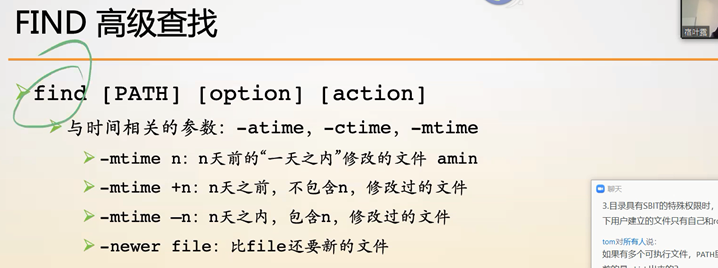 FIND 高级查找
find [PATH] [option] [action]
与时间相关的参数：-atime，-ctime，-mtime
-mtime n：n天前的“一天之内”修改的文件 amin
-mtime +n：n天之前，不包含n，修改过的文件
-mtime –n：n天之内，包含n，修改过的文件
-newer file：比file还要新的文件
聊天
3.目录具有SBIT的特殊权限时，
下用户建立的文件只有自己和ro
tom对所有人说：
如果有多个可执行文件，PATH